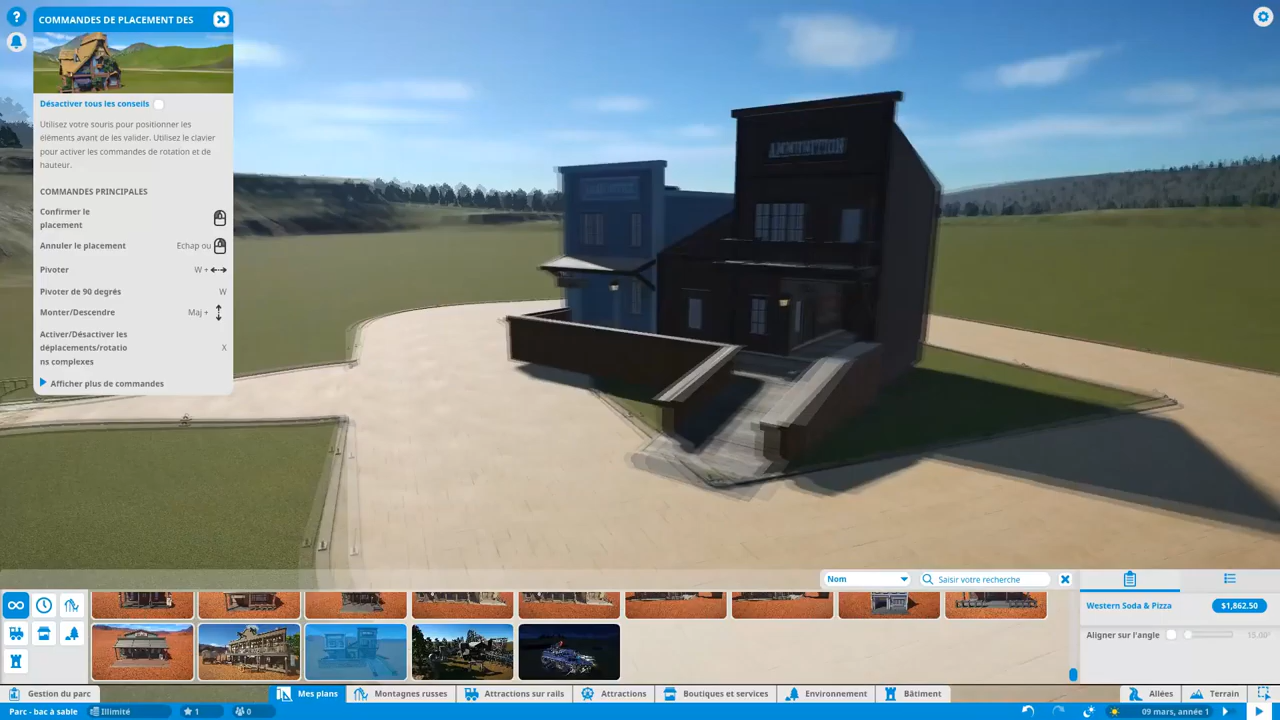 COMMANDES DE PLACEMENT DES
Désactiver tous les conseils
Utilisez votre souris pour positionner les
éléments avant de les valider. Utilisez le clavier
pour activer les commandes de rotation et de
hauteur.
COMMANDES PRINCIPALES
Confirmer le
placement
Annuler le placement Echap ou
Pivoter W +
Pivoter de 90 degrés W
Monter/Descendre Maj +
Activer/Désactiver les
déplacements/rotatio
ns complexes X
Afficher plus de commandes
Nom
Saisir votre recherche
Western Soda & Pizza $1,862.50
Aligner sur l'angle 15.00°
Gestion du parc Mes plans Montagnes russes Attractions sur rails Attractions Boutiques et services Environnement Bâtiment Allées Terrain
Parc - bac à sable Illimité 1 0 09 mars, année 1